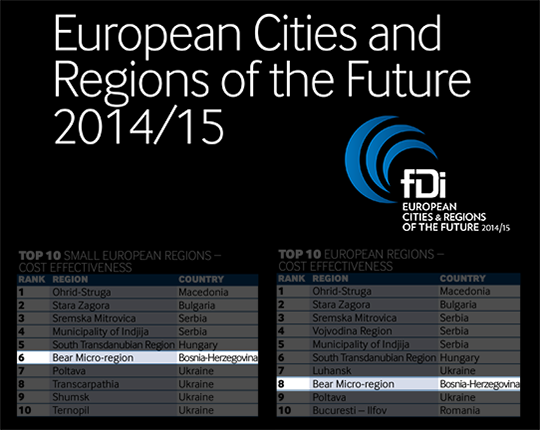 European Cities and
Regions of the Future
2014/15
fDi
EUROPEAN
CITIES & REGIONS
OF THE FUTURE 2014/15
TOP 10 SMALL EUROPEAN REGIONS –
COST EFFECTIVENESS
RANK REGION COUNTRY
1 Ohrid-Struga Macedonia
2 Stara Zagora Bulgaria
3 Sremska Mitrovica Serbia
4 Municipality of Indjija Serbia
5 South Transdanubian Region Hungary
6 Bear Micro-region Bosnia-Herzegovina
7 Poltava Ukraine
8 Transcarpathia Ukraine
9 Shumsk Ukraine
10 Ternopil Ukraine
TOP 10 EUROPEAN REGIONS –
COST EFFECTIVENESS
RANK REGION COUNTRY
1 Ohrid-Struga Macedonia
2 Stara Zagora Bulgaria
3 Sremska Mitrovica Serbia
4 Vojvodina Region Serbia
5 Municipality of Indjija Serbia
6 South Transdanubian Region Hungary
7 Luhansk Ukraine
8 Bear Micro-region Bosnia-Herzegovina
9 Poltava Ukraine
10 Bucuresti – Ilfov Romania